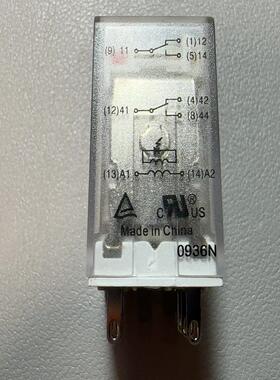 (1)12
(9) 11
(5)14
(4)42
(12)41
(8)44
(13)A1 (14)A2
C RU US
Made in China
0936N